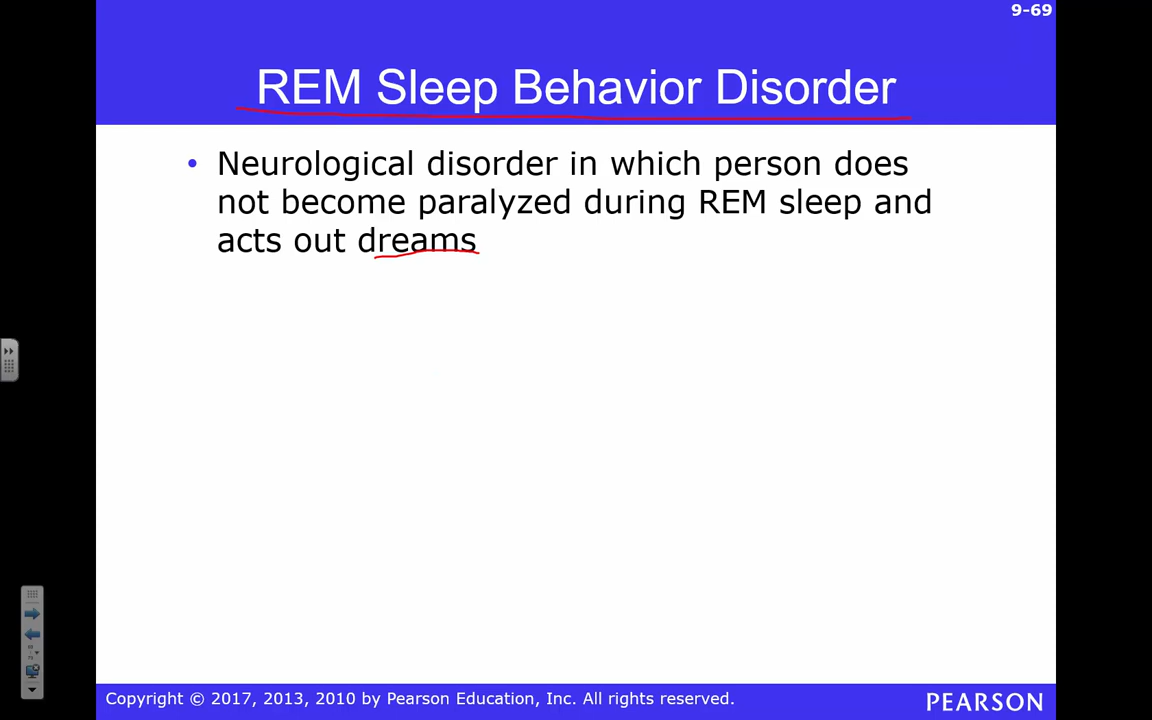 9-69
REM Sleep Behavior Disorder
• Neurological disorder in which person does
not become paralyzed during REM sleep and
acts out dreams
Copyright © 2017, 2013, 2010 by Pearson Education, Inc. All rights reserved.
PEARSON